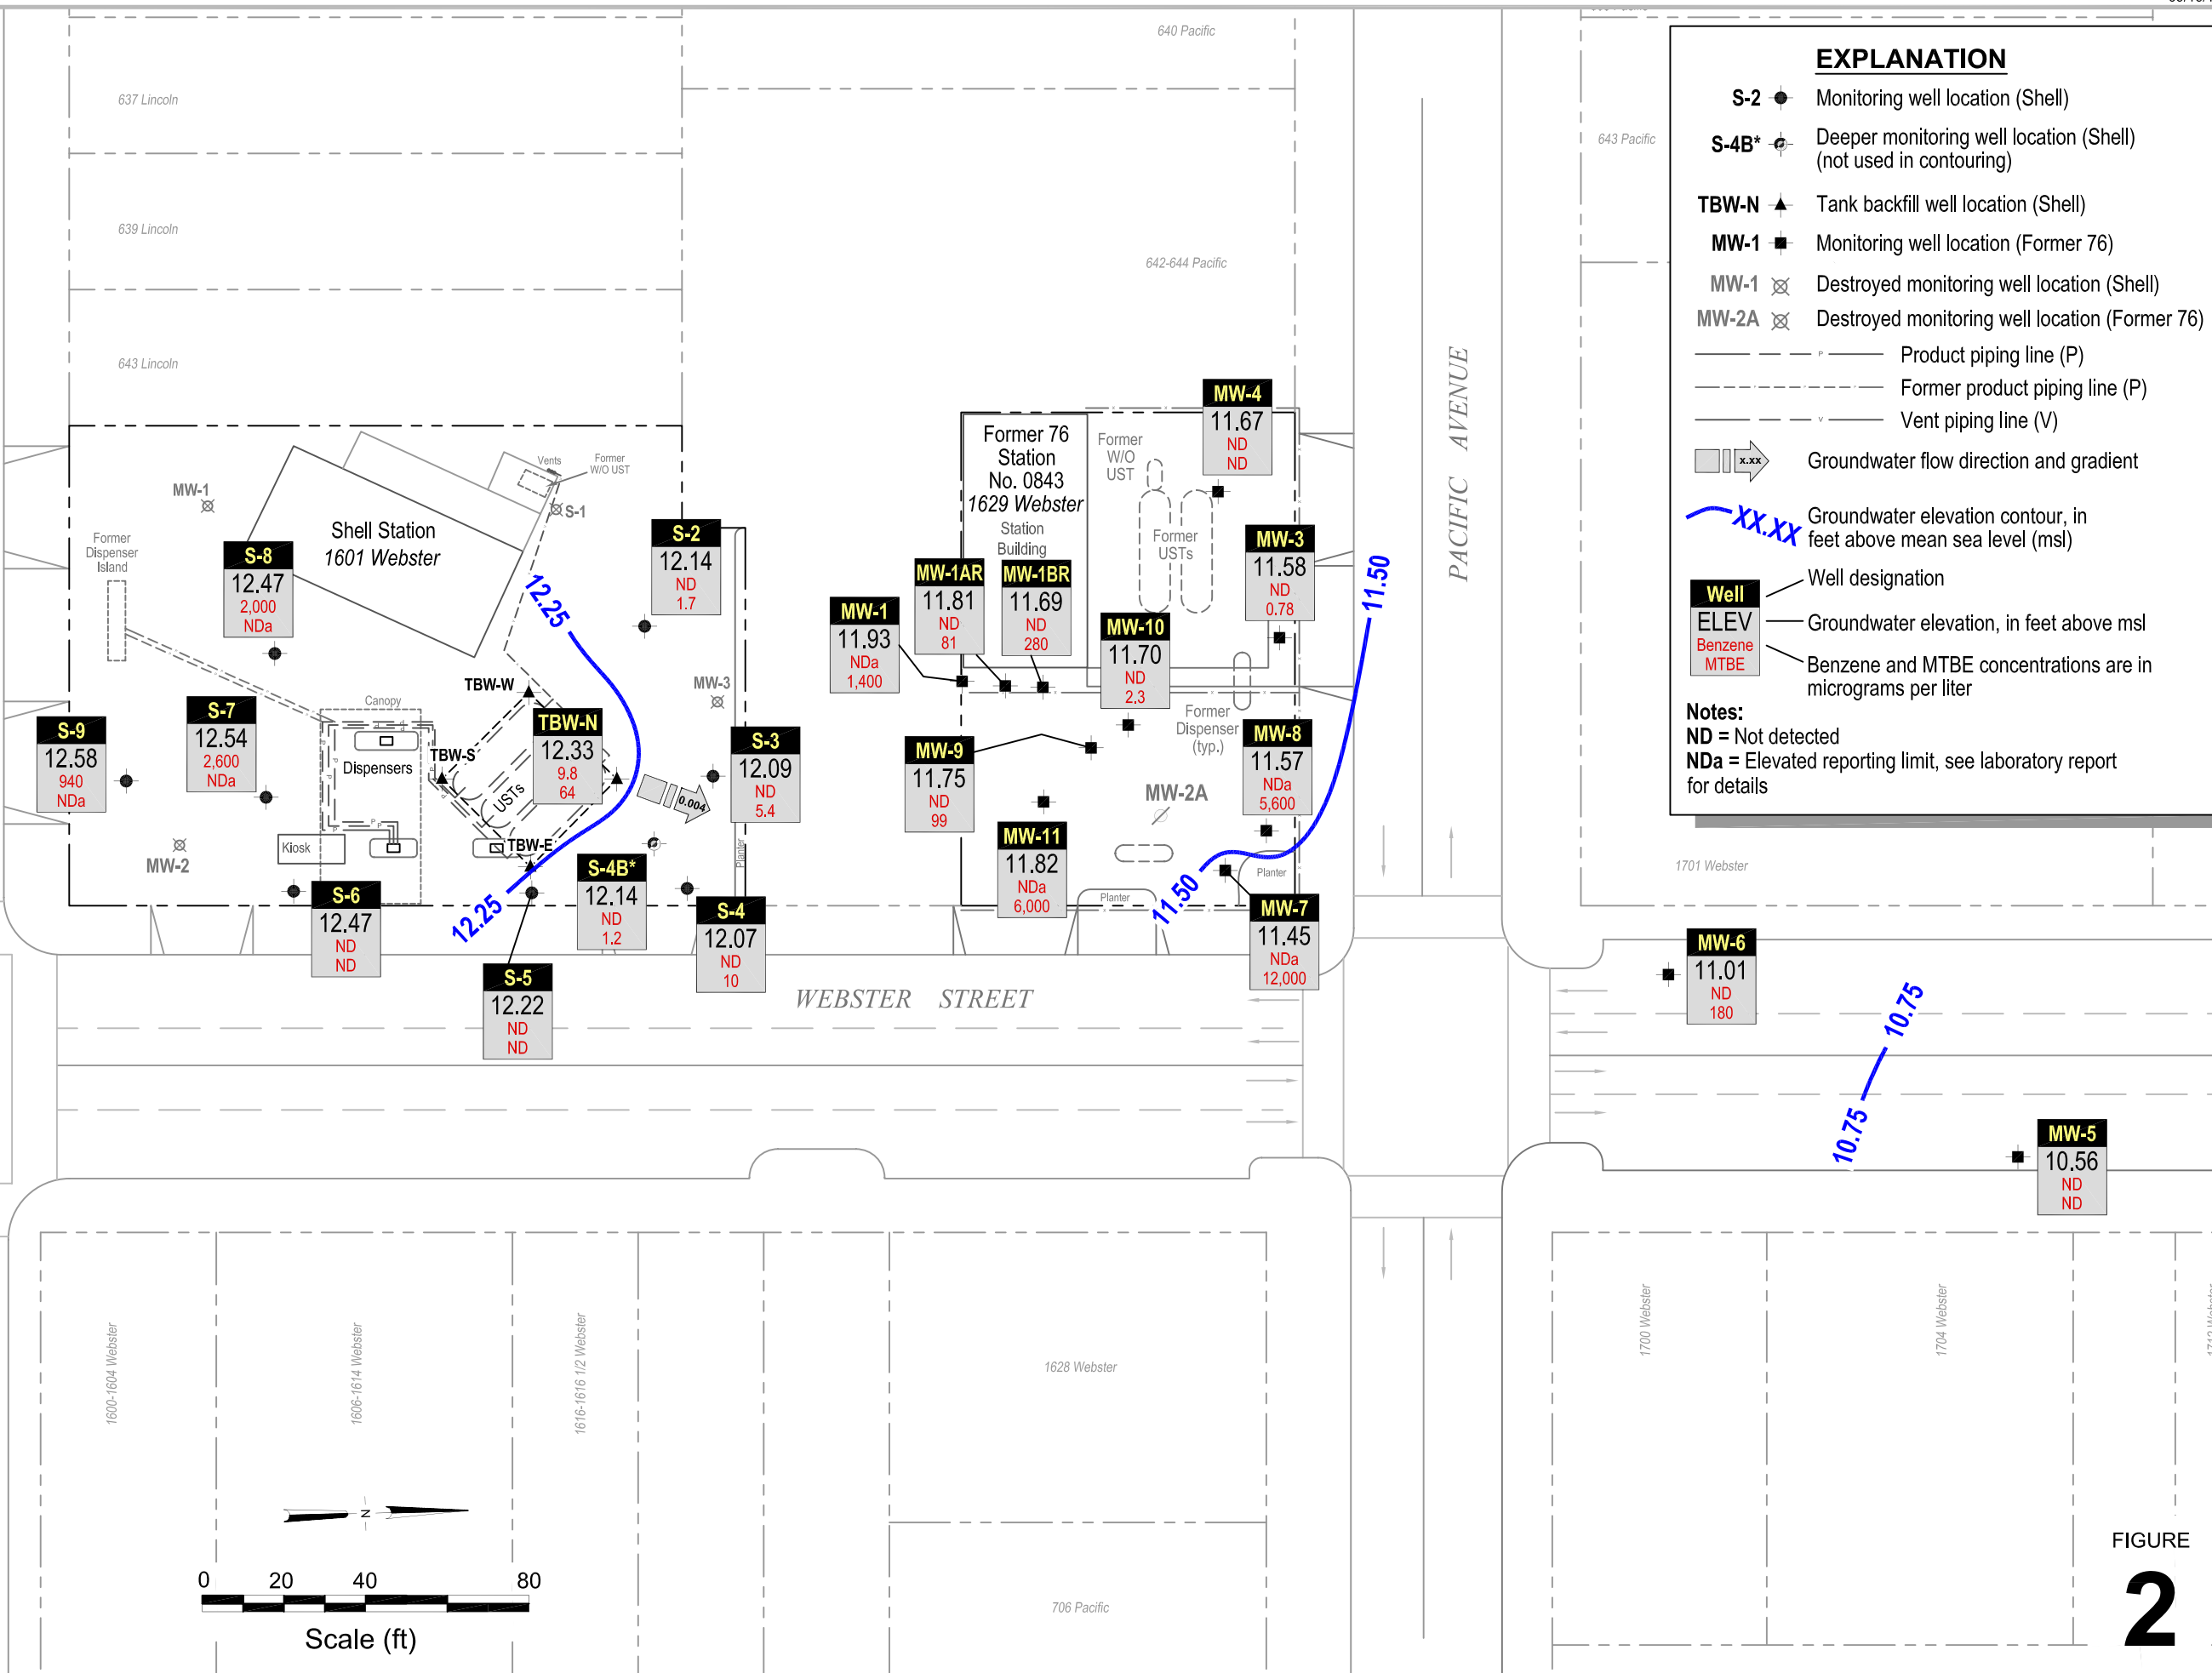 640 Pacific
637 Lincoln
639 Lincoln
642-644 Pacific
643 Lincoln
643 Pacific
EXPLANATION
S-2 Monitoring well location (Shell)
S-4B* Deeper monitoring well location (Shell)
(not used in contouring)
TBW-N Tank backfill well location (Shell)
MW-1 Monitoring well location (Former 76)
MW-1 Destroyed monitoring well location (Shell)
MW-2A Destroyed monitoring well location (Former 76)
P Product piping line (P)
Former product piping line (P)
V Vent piping line (V)
x.xx Groundwater flow direction and gradient
XX.XX Groundwater elevation contour, in
feet above mean sea level (msl)
Well
ELEV
Benzene
MTBE
Well designation
Groundwater elevation, in feet above msl
Benzene and MTBE concentrations are in
micrograms per liter
Notes:
ND = Not detected
NDa = Elevated reporting limit, see laboratory report
for details
PACIFIC AVENUE
MW-4
11.67
ND
ND
Former 76
Station
No. 0843
1629 Webster
Station
Building
Former
W/O
UST
Former
USTs
Vents
Former
W/O UST
S-1
MW-1
Shell Station
1601 Webster
Former
Dispenser
Island
S-8
12.47
2,000
NDa
S-2
12.14
ND
1.7
12.25
MW-3
11.58
ND
0.78
11.50
MW-1AR
11.81
ND
81
MW-1BR
11.69
ND
280
MW-1
11.93
NDa
1,400
MW-10
11.70
ND
2.3
TBW-W
MW-3
Canopy
S-7
12.54
2,600
NDa
S-9
12.58
940
NDa
TBW-N
12.33
9.8
64
TBW-S
Dispensers
USTs
0.004
S-3
12.09
ND
5.4
MW-9
11.75
ND
99
Former
Dispenser
(typ.)
MW-8
11.57
NDa
5,600
MW-2A
MW-11
11.82
NDa
6,000
TBW-E
Kiosk
MW-2
Planter
Planter
Planter
1701 Webster
S-4B*
12.14
ND
1.2
S-6
12.47
ND
ND
12.25
S-4
12.07
ND
10
11.50
MW-7
11.45
NDa
12,000
S-5
12.22
ND
ND
WEBSTER STREET
MW-6
11.01
ND
180
10.75
10.75
MW-5
10.56
ND
ND
1600-1604 Webster
1606-1614 Webster
1616-1616 1/2 Webster
1628 Webster
1700 Webster
1704 Webster
706 Pacific
N
0 20 40 80
Scale (ft)
FIGURE
2